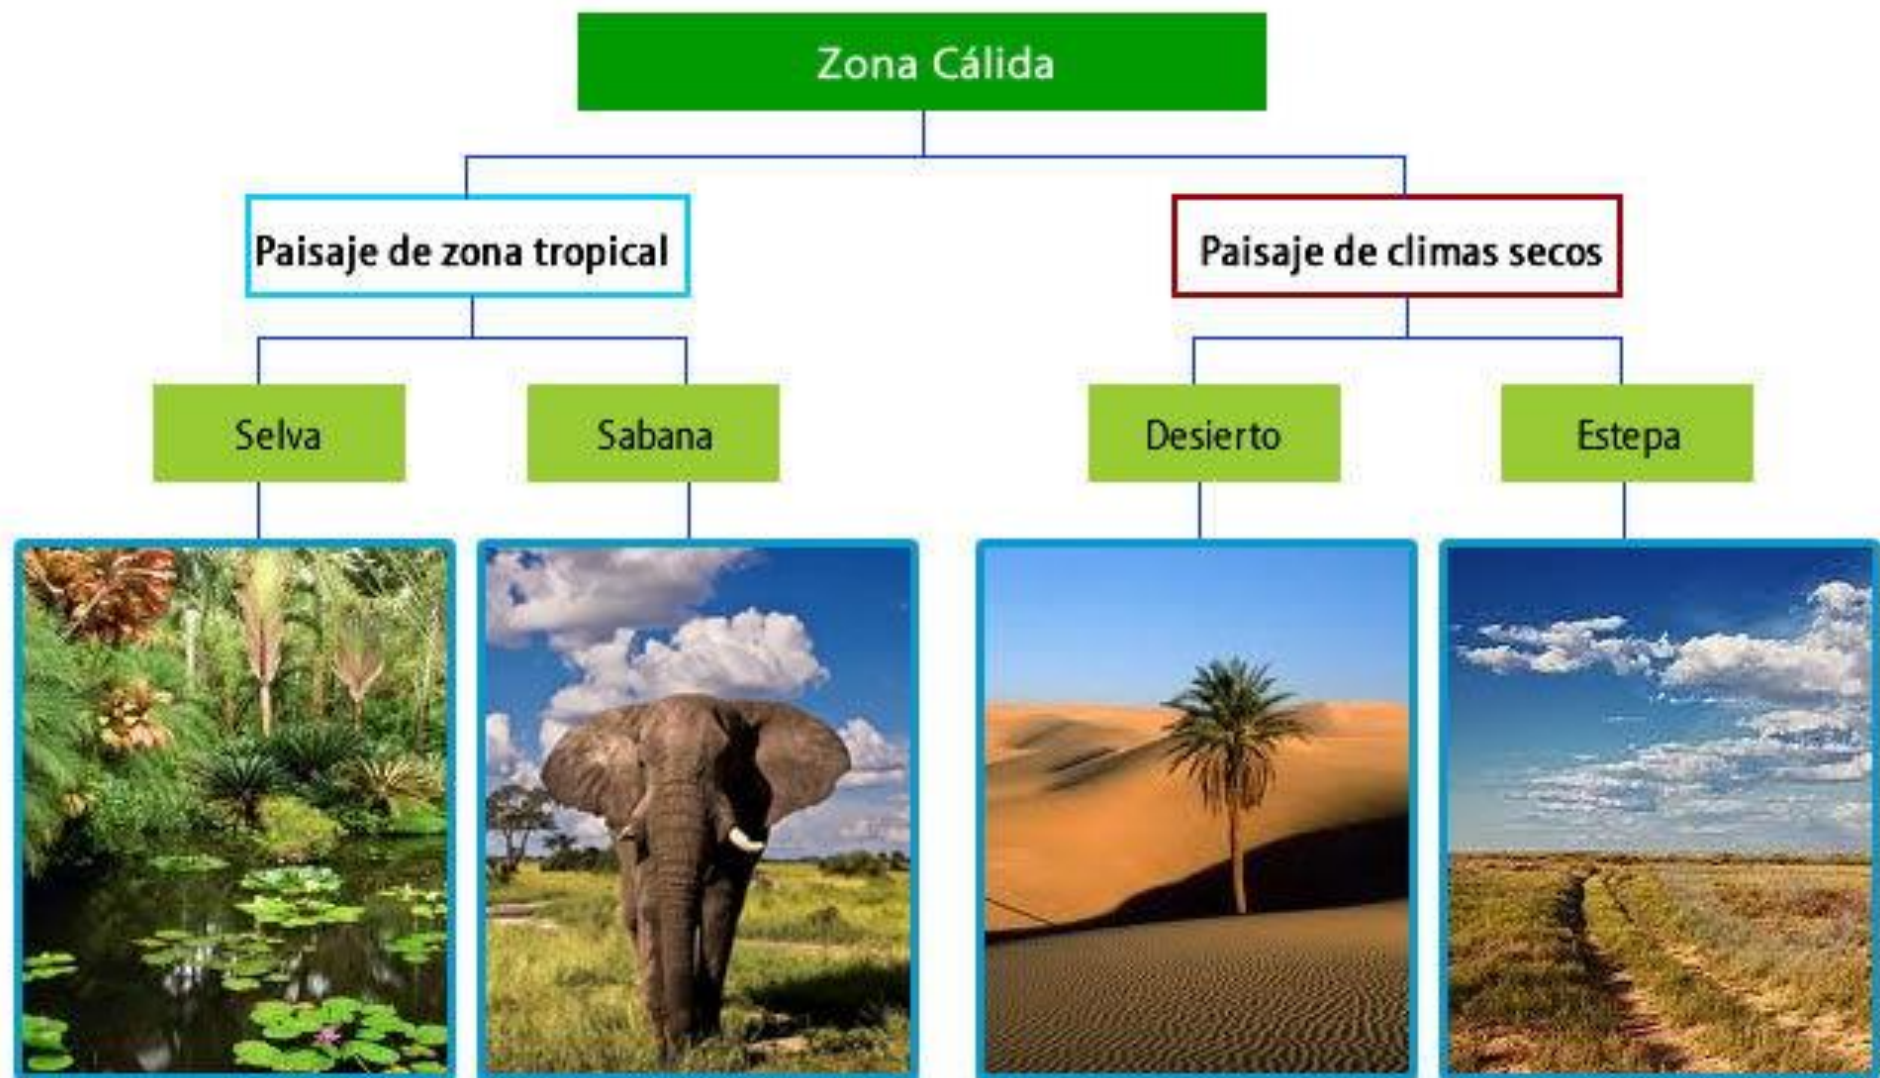 Zona Cálida
Paisaje de zona tropical
Paisaje de climas secos
Selva
Sabana
Desierto
Estepa